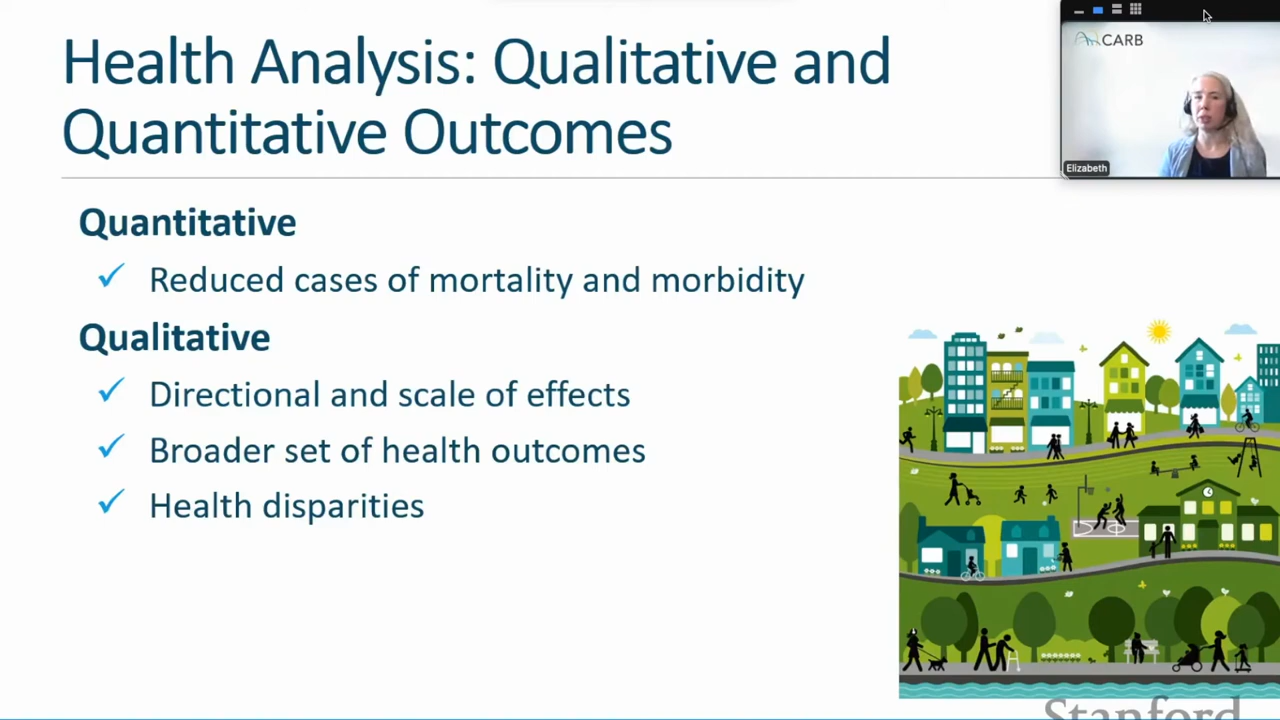 Health Analysis: Qualitative and
Quantitative Outcomes
CARB
Elizabeth
Quantitative
✓ Reduced cases of mortality and morbidity
Qualitative
✓ Directional and scale of effects
✓ Broader set of health outcomes
✓ Health disparities
Stanford